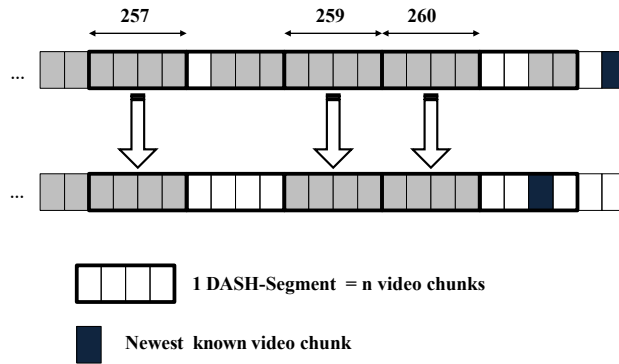 257 259 260
...
...
1 DASH-Segment = n video chunks
Newest known video chunk